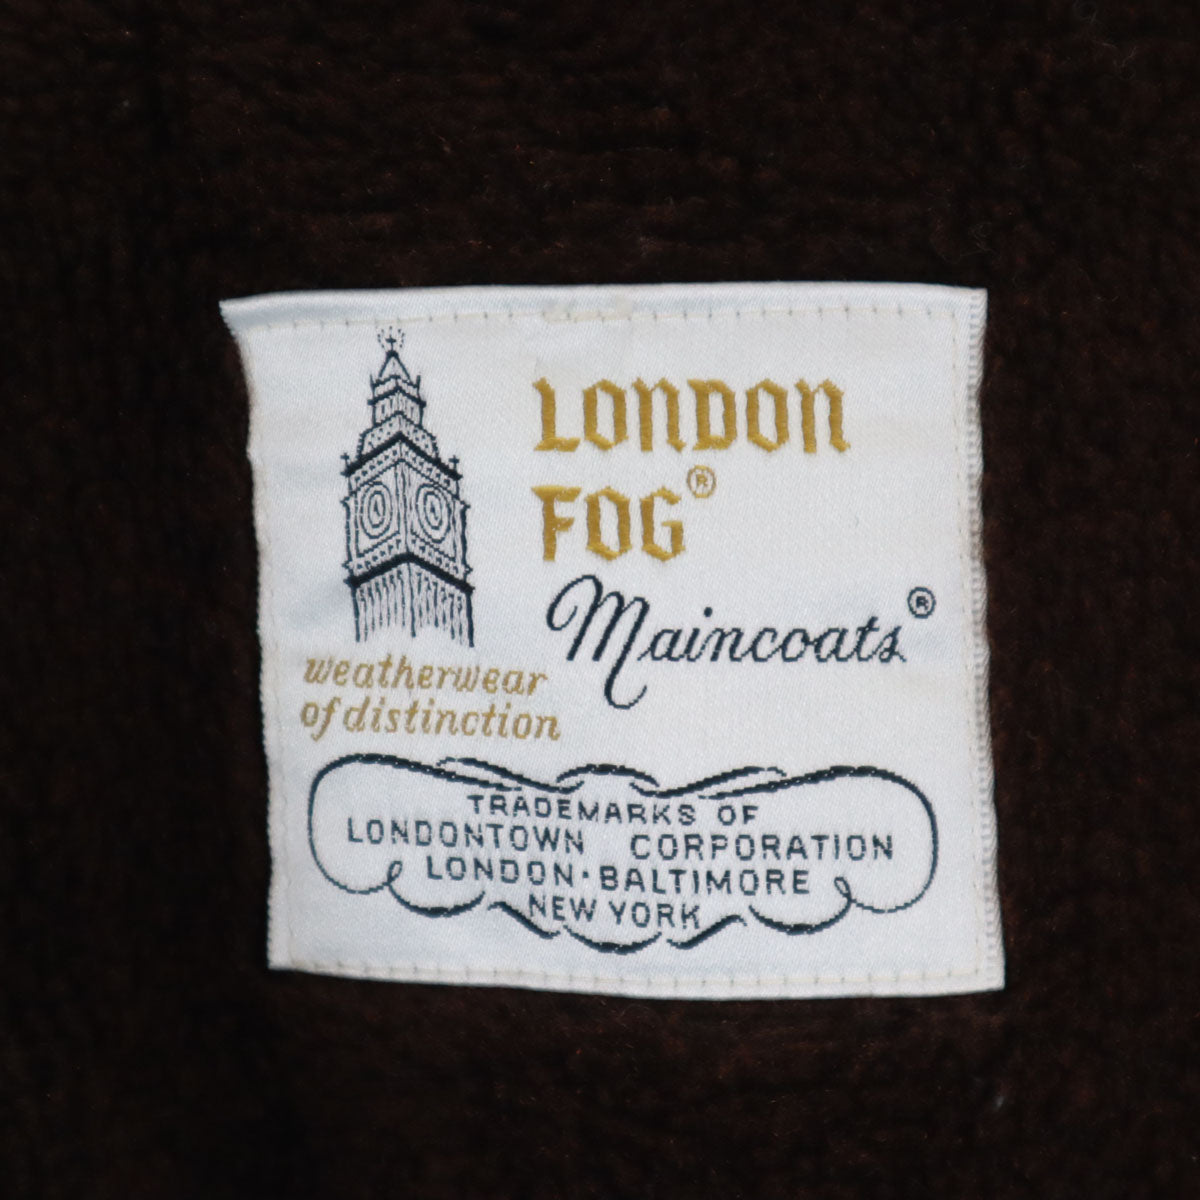 LONDON
FOG®
Maincoats®
weatherwear
of distinction
TRADEMARKS OF
LONDONTOWN CORPORATION
LONDON·BALTIMORE
NEW YORK